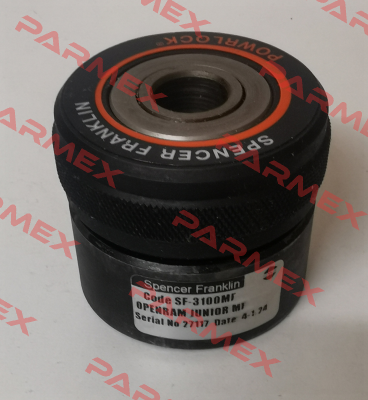 POWRLOCK®
SPENCER FRANKLIN
Spencer Franklin
Code SF-3100MF
OPENRAM JUNIOR MF
Serial No 27117 Date 4-1-24
PARMEX
PARMEX
PARMEX
PARMEX
PARMEX
PARMEX